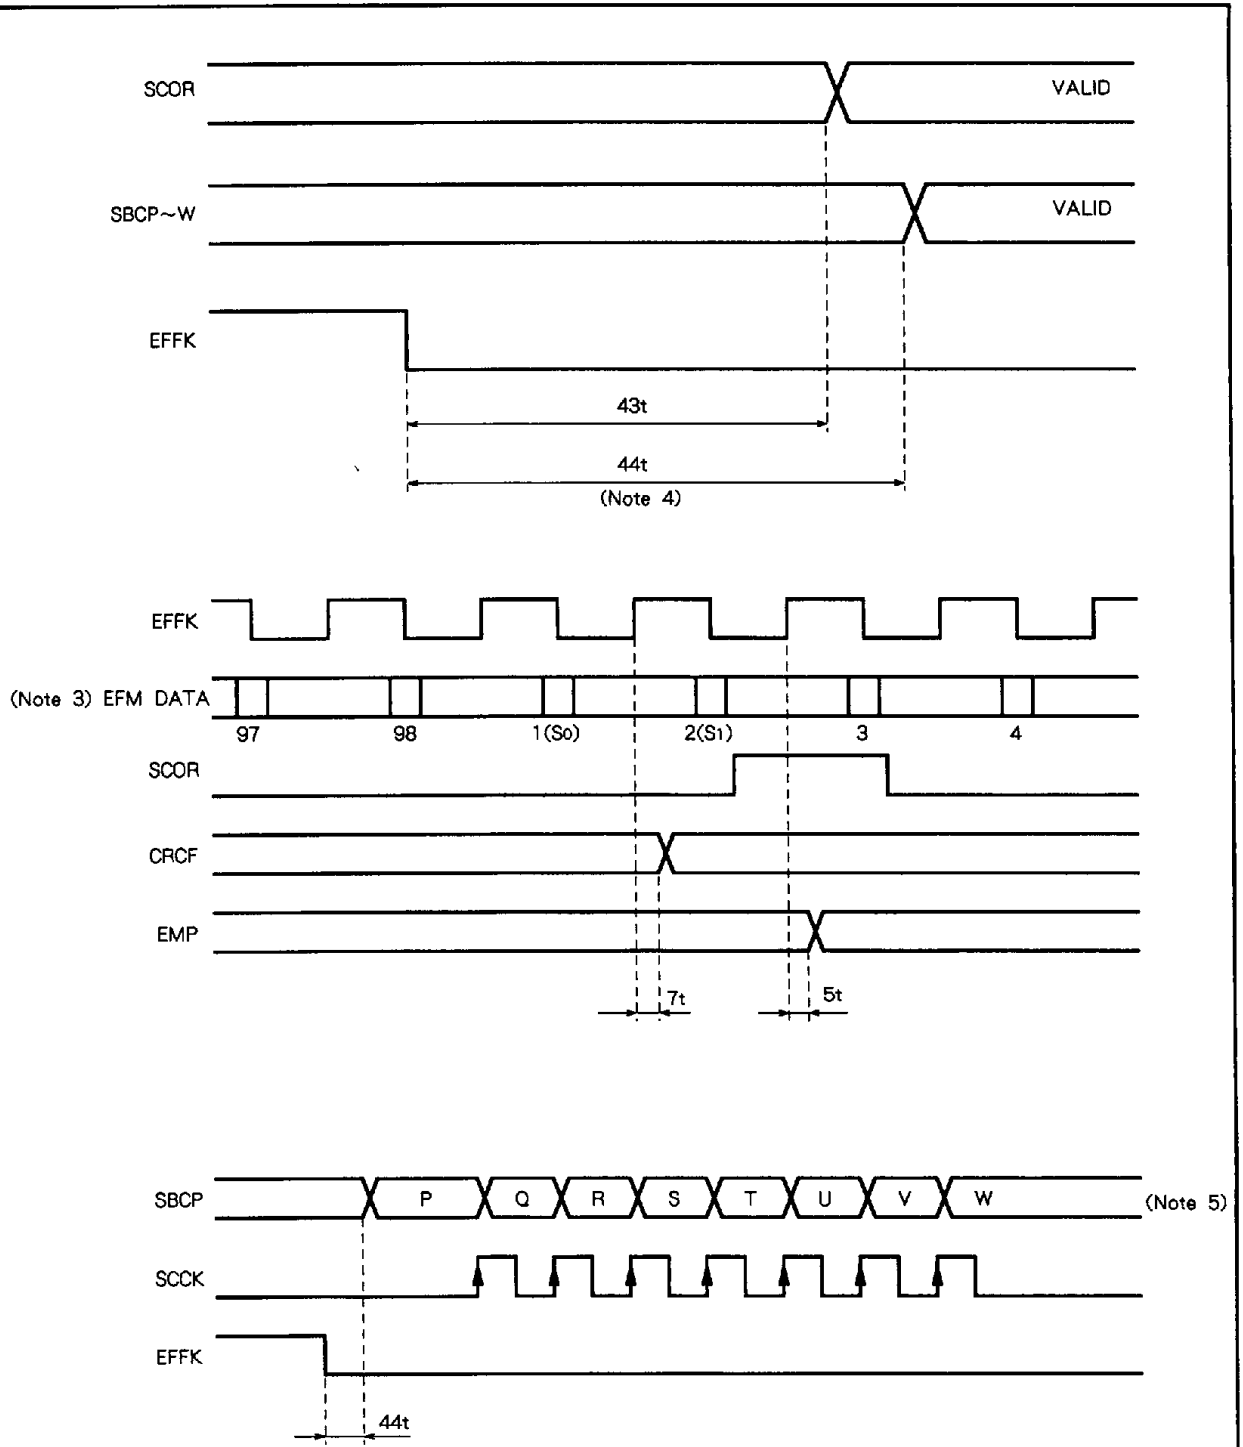 SCOR VALID
SBCP~W VALID
EFFK
43t
44t
(Note 4)
EFFK
(Note 3) EFM DATA
97 98 1(S0) 2(S1) 3 4
SCOR
CRCF
EMP
7t 5t
SBCP P Q R S T U V W (Note 5)
SCCK
EFFK
44t